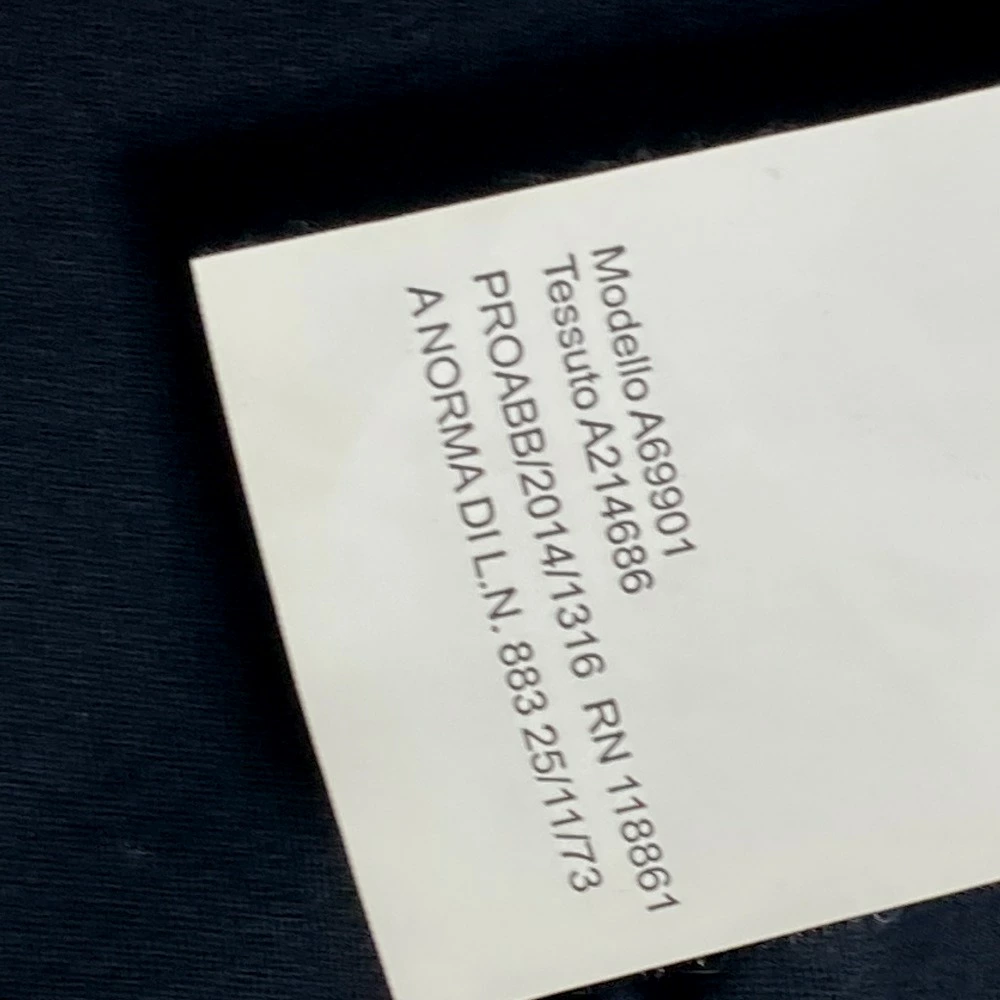 Modello A69901
Tessuto A214686
PROABB/2014/1316 RN 118861
A NORMA DI L.N. 883 25/11/73